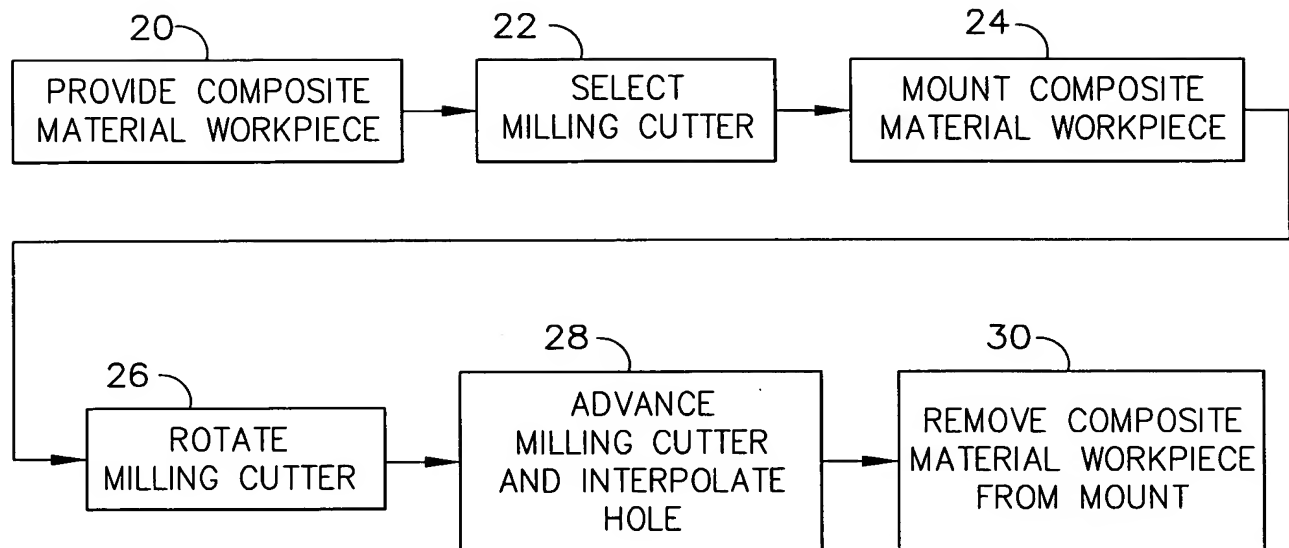 20
PROVIDE COMPOSITE
MATERIAL WORKPIECE
22
SELECT
MILLING CUTTER
24
MOUNT COMPOSITE
MATERIAL WORKPIECE
26
ROTATE
MILLING CUTTER
28
ADVANCE
MILLING CUTTER
AND INTERPOLATE
HOLE
30
REMOVE COMPOSITE
MATERIAL WORKPIECE
FROM MOUNT